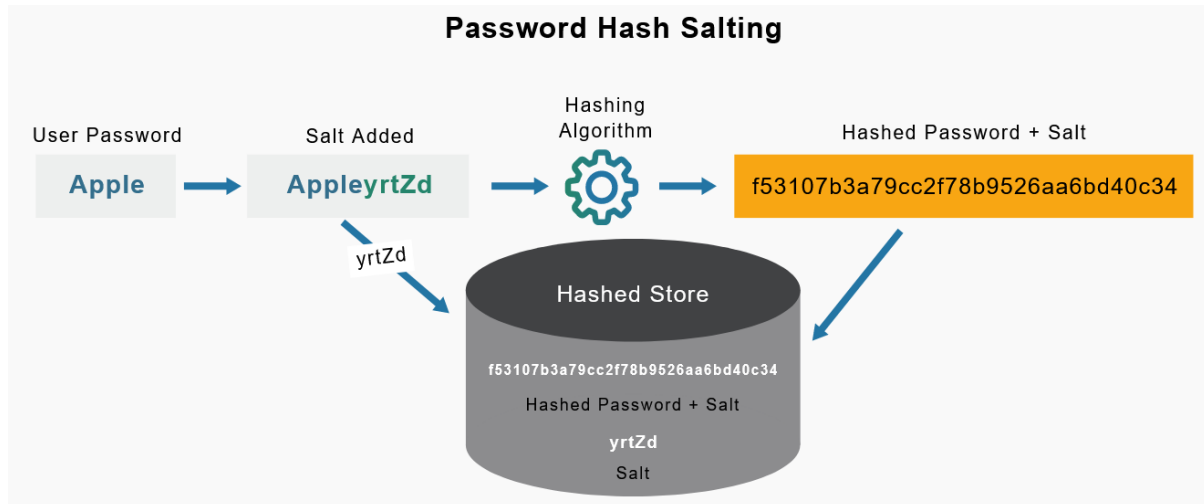 Password Hash Salting
User Password
Salt Added
Hashing
Algorithm
Hashed Password + Salt
Apple
AppleyrtZd
f53107b3a79cc2f78b9526aa6bd40c34
yrtZd
Hashed Store
f53107b3a79cc2f78b9526aa6bd40c34
Hashed Password + Salt
yrtZd
Salt